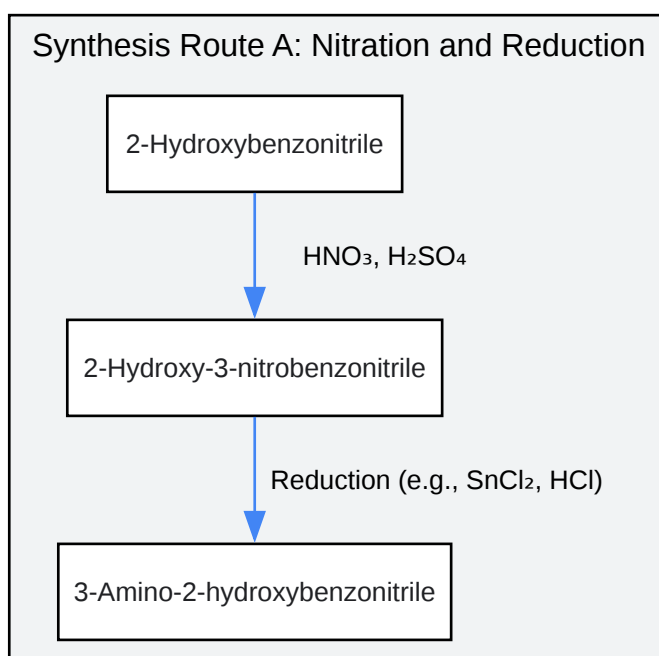 Synthesis Route A: Nitration and Reduction
2-Hydroxybenzonitrile
HNO₃, H₂SO₄
2-Hydroxy-3-nitrobenzonitrile
Reduction (e.g., SnCl₂, HCl)
3-Amino-2-hydroxybenzonitrile